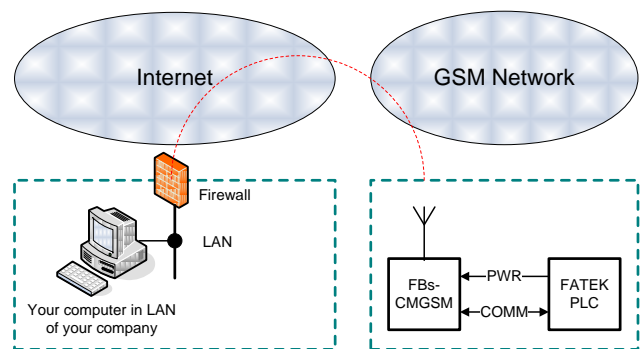 Internet
GSM Network
Firewall
LAN
Your computer in LAN
of your company
FBs-
CMGSM
PWR
COMM
FATEK
PLC